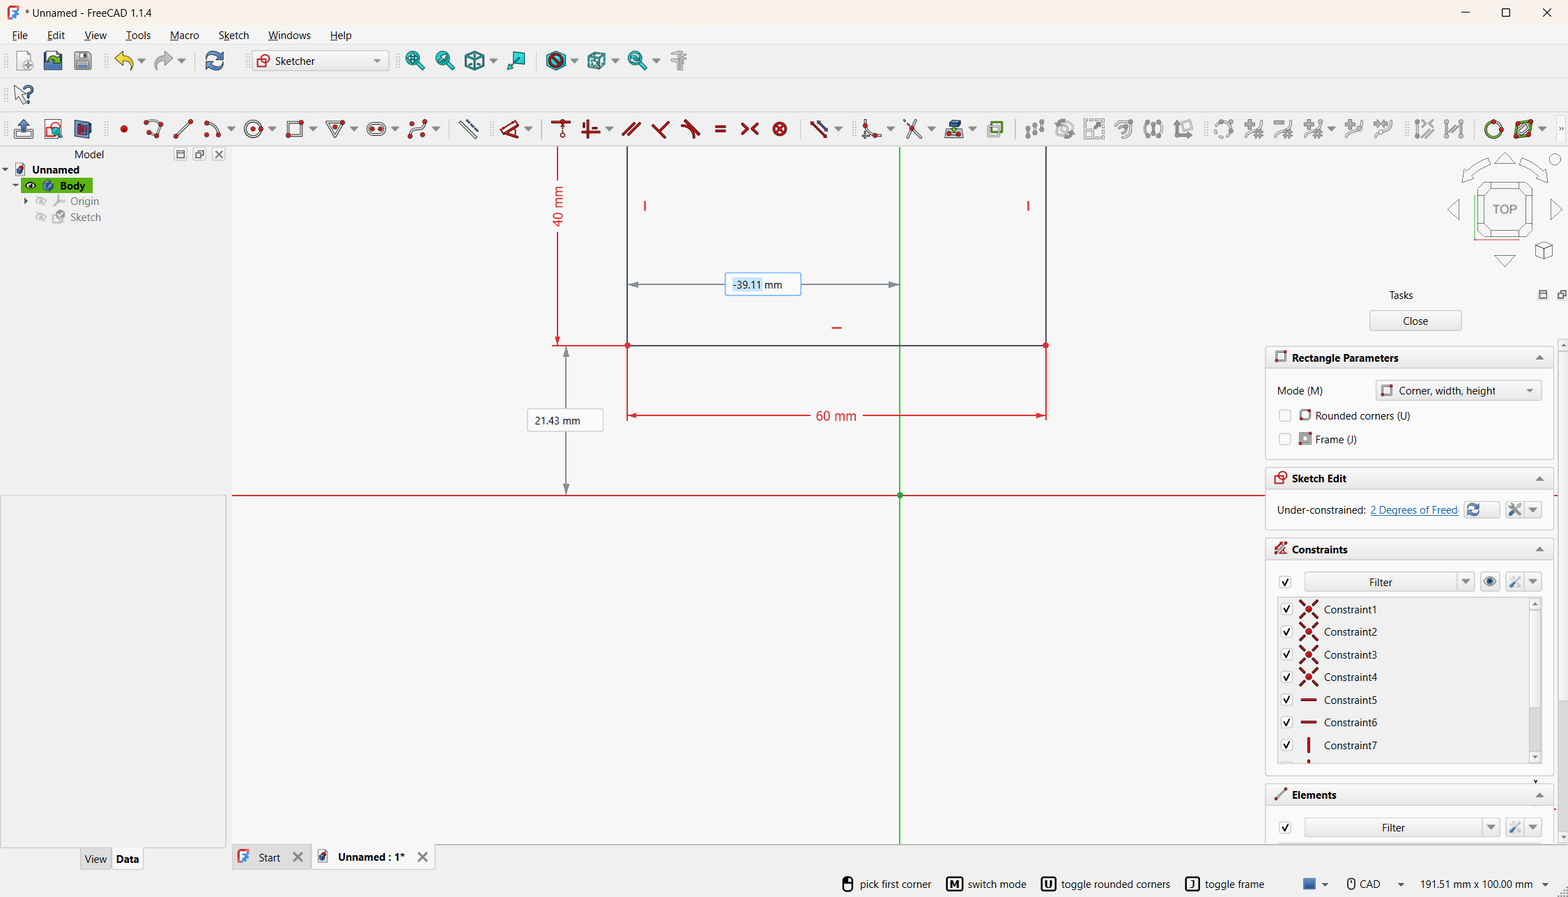 * Unnamed - FreeCAD 1.1.4
File Edit View Tools Macro Sketch Windows Help
Sketcher
Model
Unnamed
Body
Origin
Sketch
40 mm
-39.11 mm
21.43 mm
60 mm
TOP
Tasks
Close
Rectangle Parameters
Mode (M) Corner, width, height
Rounded corners (U)
Frame (J)
Sketch Edit
Under-constrained: 2 Degrees of Freed
Constraints
Filter
Constraint1
Constraint2
Constraint3
Constraint4
Constraint5
Constraint6
Constraint7
Elements
Filter
View Data
Start Unnamed : 1*
pick first corner M switch mode U toggle rounded corners J toggle frame CAD 191.51 mm x 100.00 mm